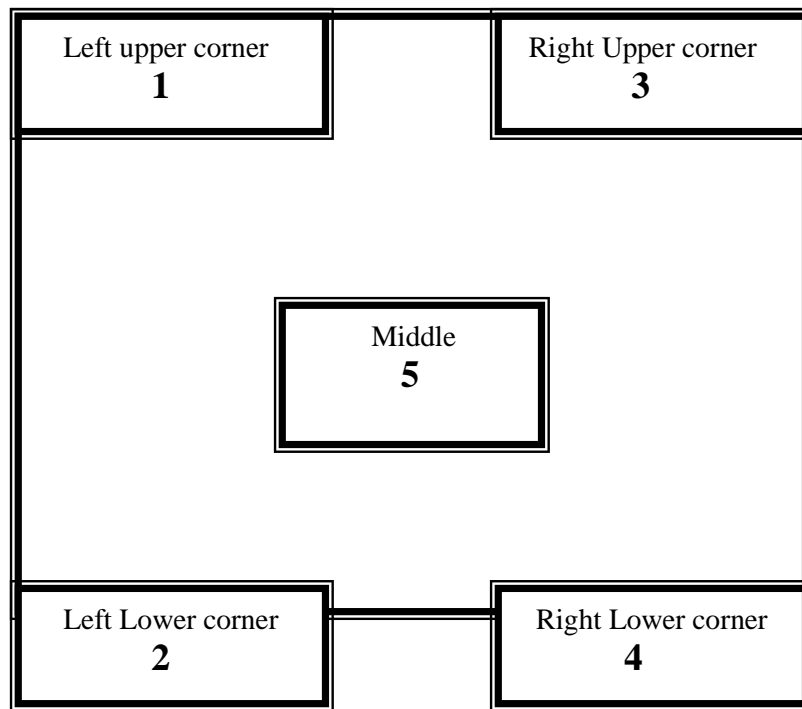 Left upper corner
1
Right Upper corner
3
Middle
5
Left Lower corner
2
Right Lower corner
4